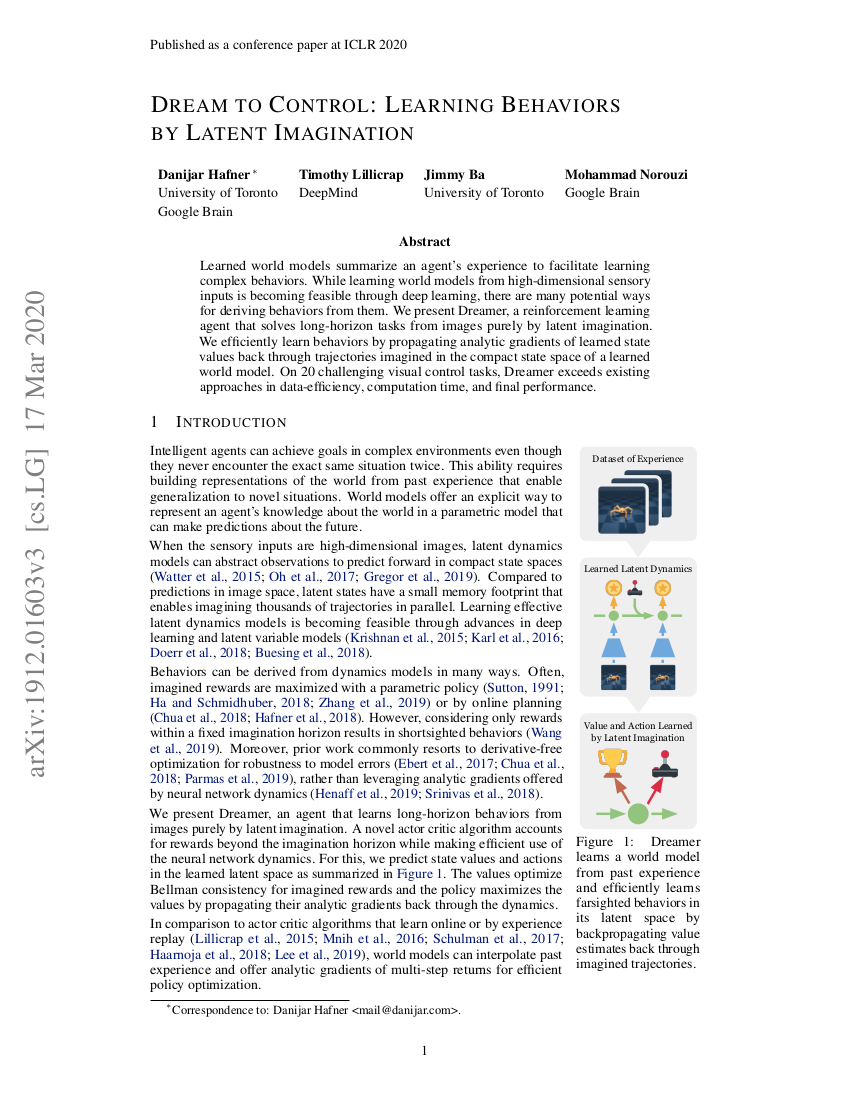 Published as a conference paper at ICLR 2020
DREAM TO CONTROL: LEARNING BEHAVIORS
BY LATENT IMAGINATION
Danijar Hafner * Timothy Lillicrap Jimmy Ba Mohammad Norouzi
University of Toronto DeepMind University of Toronto Google Brain
Google Brain
Abstract
Learned world models summarize an agent's experience to facilitate learning
complex behaviors. While learning world models from high-dimensional sensory
inputs is becoming feasible through deep learning, there are many potential ways
for deriving behaviors from them. We present Dreamer, a reinforcement learning
agent that solves long-horizon tasks from images purely by latent imagination.
We efficiently learn behaviors by propagating analytic gradients of learned state
values back through trajectories imagined in the compact state space of a learned
world model. On 20 challenging visual control tasks, Dreamer exceeds existing
approaches in data-efficiency, computation time, and final performance.
1 INTRODUCTION
Intelligent agents can achieve goals in complex environments even though
they never encounter the exact same situation twice. This ability requires
building representations of the world from past experience that enable
generalization to novel situations. World models offer an explicit way to
represent an agent's knowledge about the world in a parametric model that
can make predictions about the future.
When the sensory inputs are high-dimensional images, latent dynamics
models can abstract observations to predict forward in compact state spaces
(Watter et al., 2015; Oh et al., 2017; Gregor et al., 2019). Compared to
predictions in image space, latent states have a small memory footprint that
enables imagining thousands of trajectories in parallel. Learning effective
latent dynamics models is becoming feasible through advances in deep
learning and latent variable models (Krishnan et al., 2015; Karl et al., 2016;
Doerr et al., 2018; Buesing et al., 2018).
Behaviors can be derived from dynamics models in many ways. Often,
imagined rewards are maximized with a parametric policy (Sutton, 1991;
Ha and Schmidhuber, 2018; Zhang et al., 2019) or by online planning
(Chua et al., 2018; Hafner et al., 2018). However, considering only rewards
within a fixed imagination horizon results in shortsighted behaviors (Wang
et al., 2019). Moreover, prior work commonly resorts to derivative-free
optimization for robustness to model errors (Ebert et al., 2017; Chua et al.,
2018; Parmas et al., 2019), rather than leveraging analytic gradients offered
by neural network dynamics (Henaff et al., 2019; Srinivas et al., 2018).
We present Dreamer, an agent that learns long-horizon behaviors from
images purely by latent imagination. A novel actor critic algorithm accounts
for rewards beyond the imagination horizon while making efficient use of
the neural network dynamics. For this, we predict state values and actions
in the learned latent space as summarized in Figure 1. The values optimize
Bellman consistency for imagined rewards and the policy maximizes the
values by propagating their analytic gradients back through the dynamics.
In comparison to actor critic algorithms that learn online or by experience
replay (Lillicrap et al., 2015; Mnih et al., 2016; Schulman et al., 2017;
Haarnoja et al., 2018; Lee et al., 2019), world models can interpolate past
experience and offer analytic gradients of multi-step returns for efficient
policy optimization.
Dataset of Experience
Learned Latent Dynamics
Value and Action Learned
by Latent Imagination
Figure 1: Dreamer
learns a world model
from past experience
and efficiently learns
farsighted behaviors in
its latent space by
backpropagating value
estimates back through
imagined trajectories.
*Correspondence to: Danijar Hafner <mail@danijar.com>.
1
arXiv:1912.01603v3 [cs.LG] 17 Mar 2020